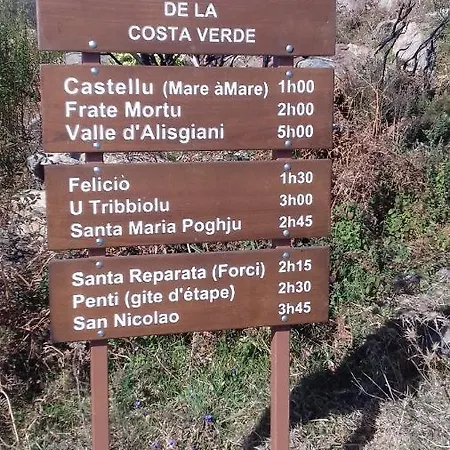 DE LA
COSTA VERDE
Castellu (Mare àMare) 1h00
Frate Mortu 2h00
Valle d'Alisgiani 5h00
Feliciò 1h30
U Tribbiolu 3h00
Santa Maria Poghju 2h45
Santa Reparata (Forci) 2h15
Penti (gite d'étape) 2h30
San Nicolao 3h45